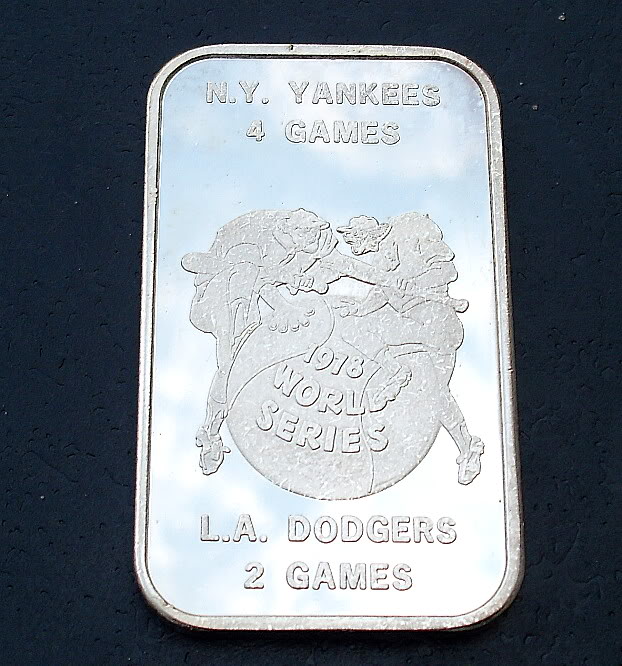 N.Y. YANKEES
4 GAMES
1978
WORLD
SERIES
L.A. DODGERS
2 GAMES